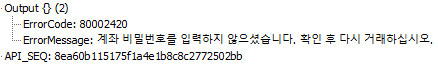 Output {} (2)
ErrorCode: 80002420
ErrorMessage: 계좌 비밀번호를 입력하지 않으셨습니다. 확인 후 다시 거래하십시오.
API_SEQ: 8ea60b115175f1a4e1b8c8c2772502bb